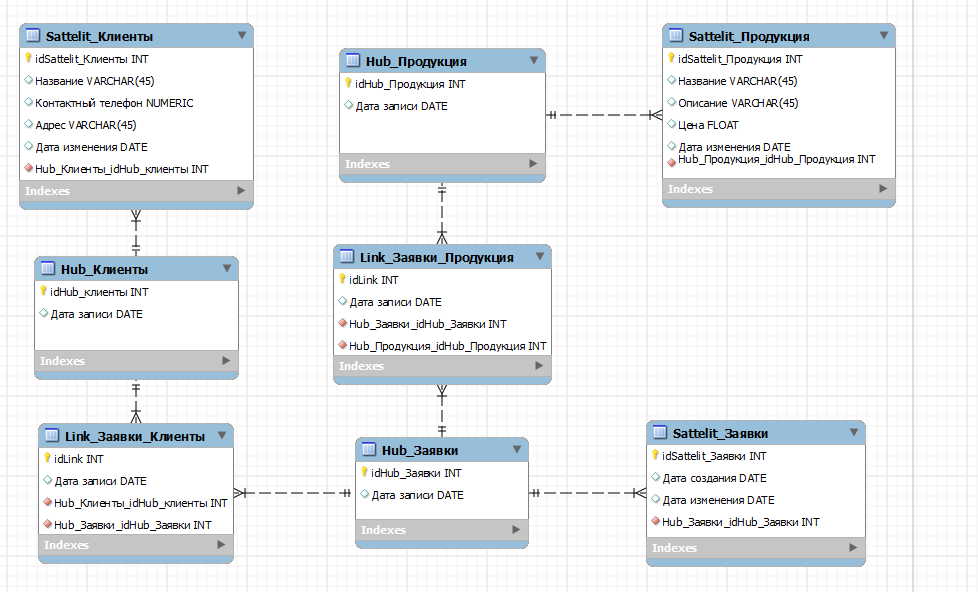 Sattelit_Клиенты
idSattelit_Клиенты INT
Название VARCHAR(45)
Контактный телефон NUMERIC
Адрес VARCHAR(45)
Дата изменения DATE
Hub_Клиенты_idHub_клиенты INT
Indexes
Hub_Продукция
idHub_Продукция INT
Дата записи DATE
Indexes
Sattelit_Продукция
idSattelit_Продукция INT
Название VARCHAR(45)
Описание VARCHAR(45)
Цена FLOAT
Дата изменения DATE
Hub_Продукция_idHub_Продукция INT
Indexes
Hub_Клиенты
idHub_клиенты INT
Дата записи DATE
Indexes
Link_Заявки_Продукция
idLink INT
Дата записи DATE
Hub_Заявки_idHub_Заявки INT
Hub_Продукция_idHub_Продукция INT
Indexes
Link_Заявки_Клиенты
idLink INT
Дата записи DATE
Hub_Клиенты_idHub_клиенты INT
Hub_Заявки_idHub_Заявки INT
Indexes
Hub_Заявки
idHub_Заявки INT
Дата записи DATE
Indexes
Sattelit_Заявки
idSattelit_Заявки INT
Дата создания DATE
Дата изменения DATE
Hub_Заявки_idHub_Заявки INT
Indexes